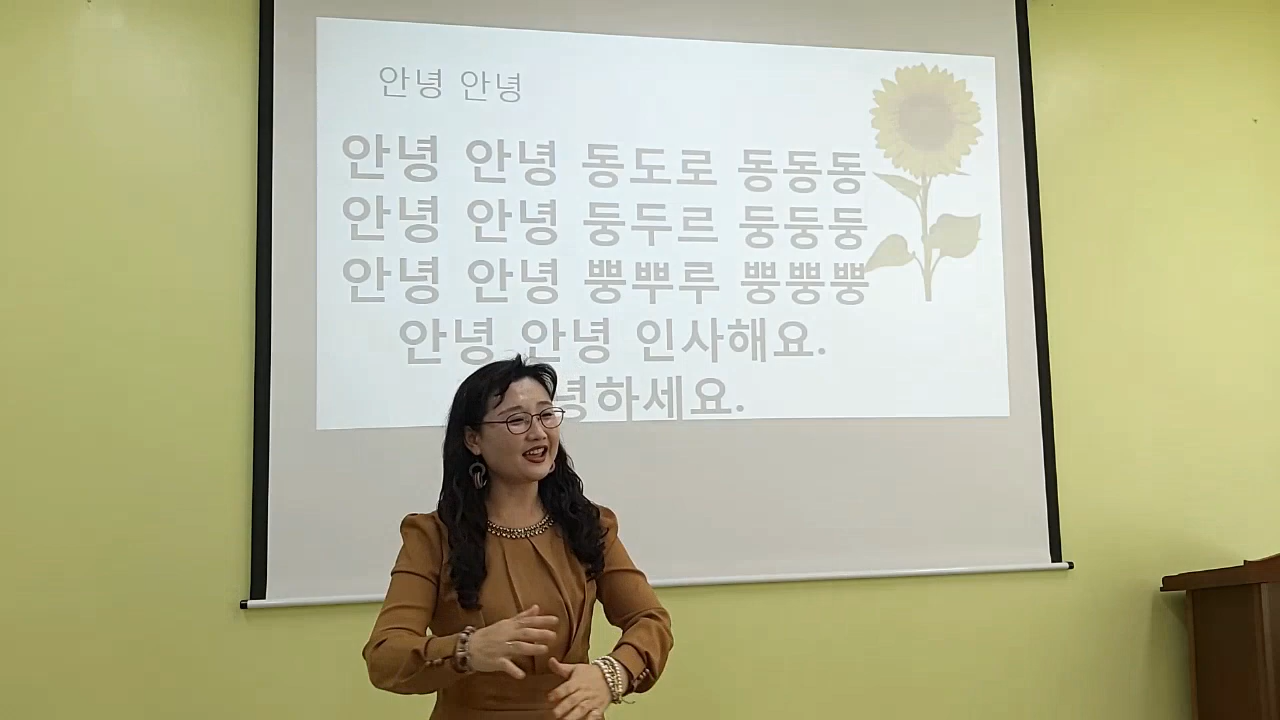 안녕 안녕
안녕 안녕 동도로 동동동
안녕 안녕 둥두르 둥둥둥
안녕 안녕 뿡뿌루 뿡뿡뿡
안녕 안녕 인사해요.
녕하세요.